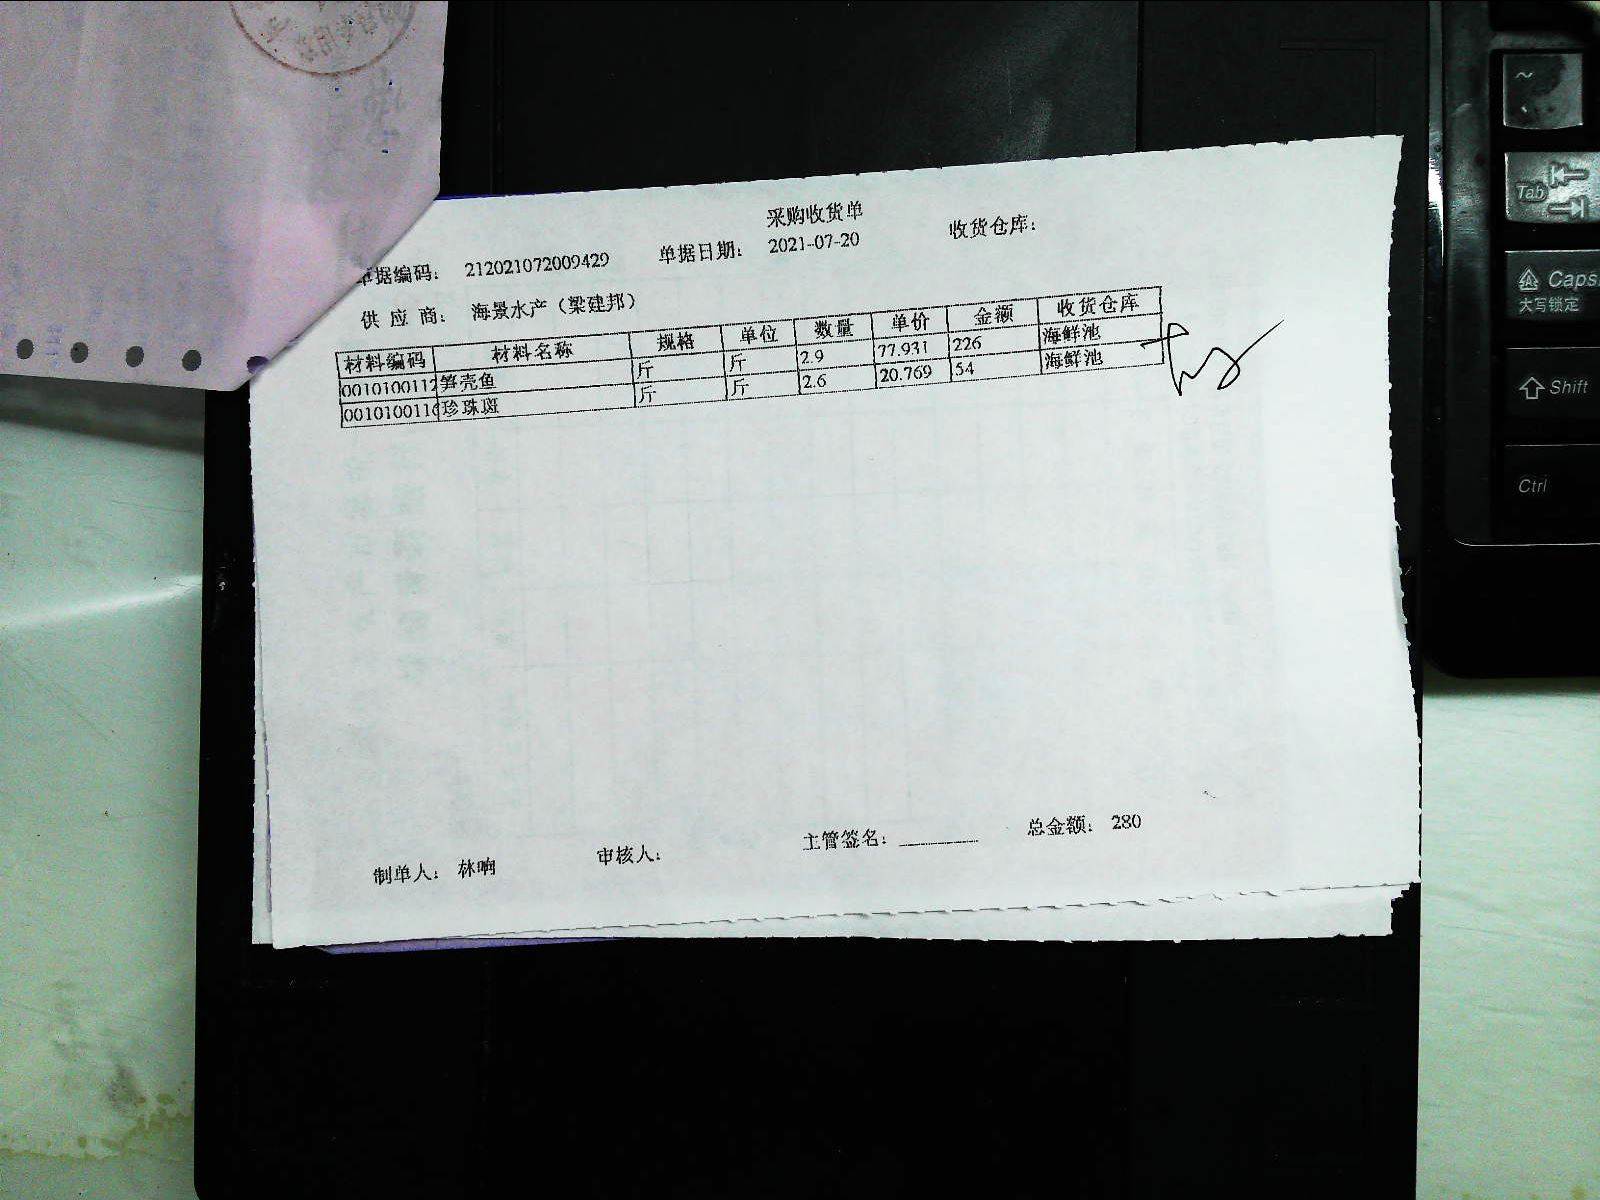 采购收货单
单据编码： 212021072009429 单据日期： 2021-07-20 收货仓库：
供 应 商： 海景水产（梁建邦）
材料编码 材料名称 规格 单位 数量 单价 金额 收货仓库
0010100112 笋壳鱼 斤 斤 2.9 77.931 226 海鲜池
001010011 珍珠斑 斤 斤 2.6 20.769 54 海鲜池
制单人： 林响 审核人： 主管签名： 总金额： 280
~
Tab
Caps
大写锁定
Shift
Ctrl